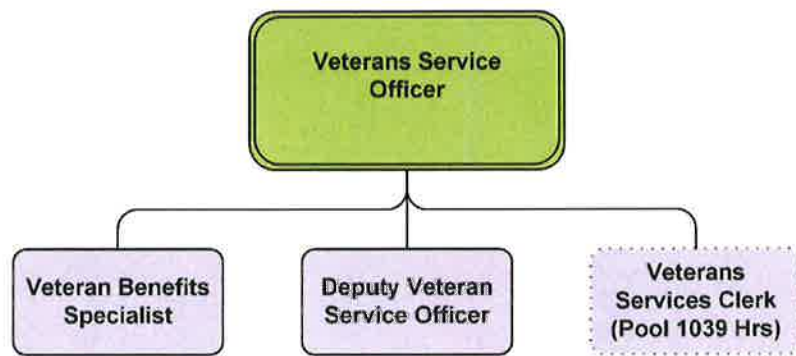 Veterans Service
Officer
Veteran Benefits
Specialist
Deputy Veteran
Service Officer
Veterans
Services Clerk
(Pool 1039 Hrs)